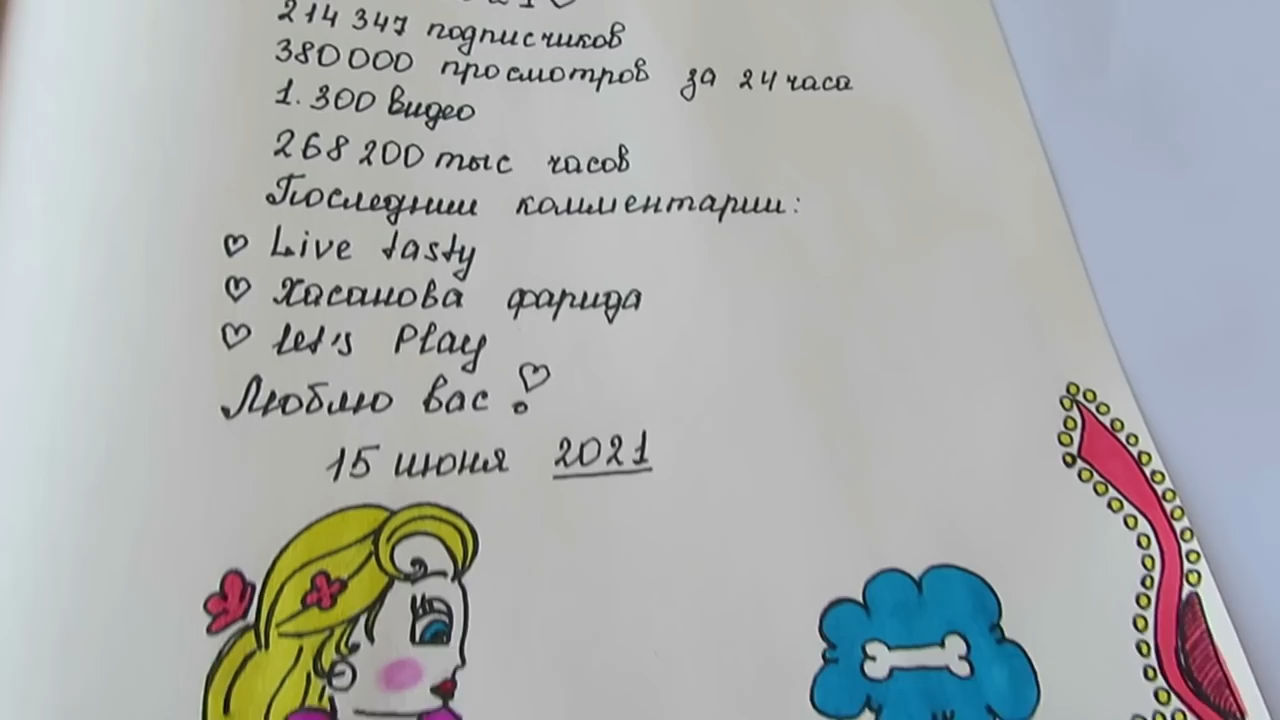 214 347 подписчиков
380000 просмотров за 24 часа
1.300 видео
268 200 тыс часов
Последнии комментарии:
Live tasty
Хасанова фарида
Let's Play
Люблю вас!
15 июня 2021